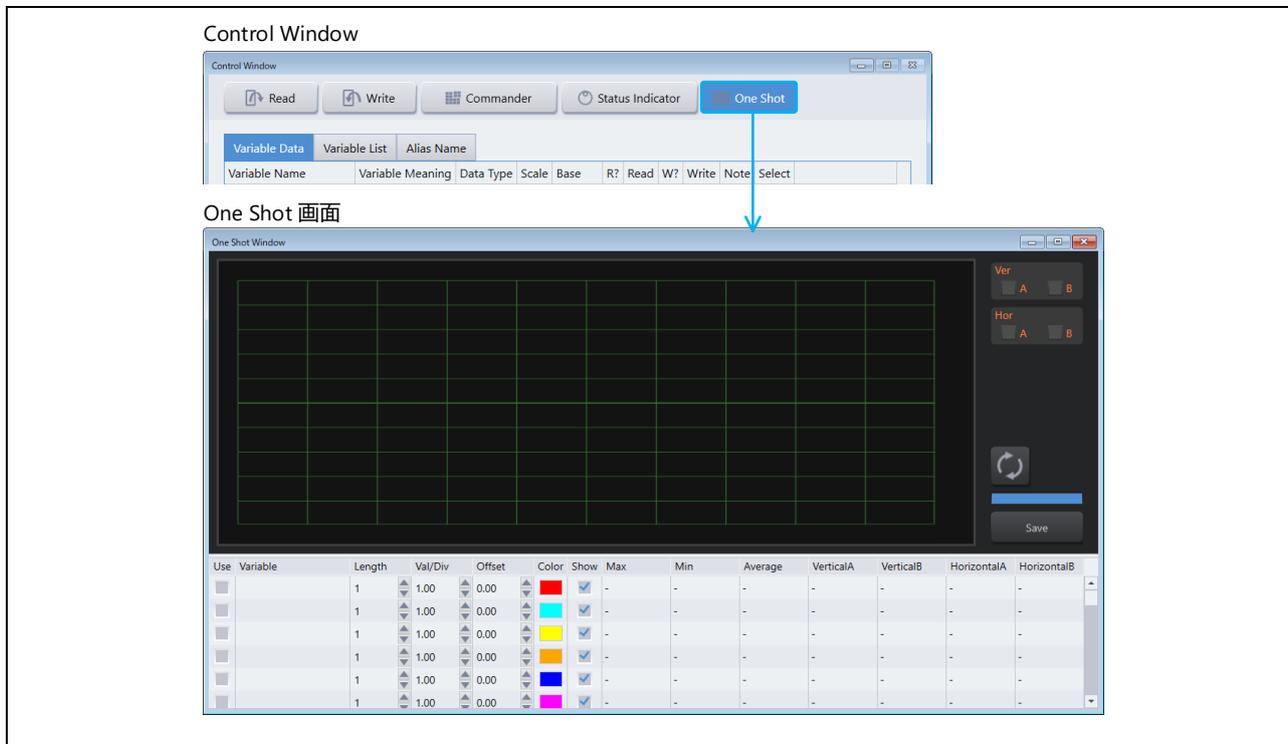 Control Window
Control Window
Read Write Commander Status Indicator One Shot
Variable Data Variable List Alias Name
Variable Name Variable Meaning Data Type Scale Base R? Read W? Write Note Select
One Shot 画面
One Shot Window
Ver
A B
Hor
A B
Save
Use Variable Length Val/Div Offset Color Show Max Min Average VerticalA VerticalB HorizontalA HorizontalB
1 1.00 0.00 - - - - - - -
1 1.00 0.00 - - - - - - -
1 1.00 0.00 - - - - - - -
1 1.00 0.00 - - - - - - -
1 1.00 0.00 - - - - - - -
1 1.00 0.00 - - - - - - -